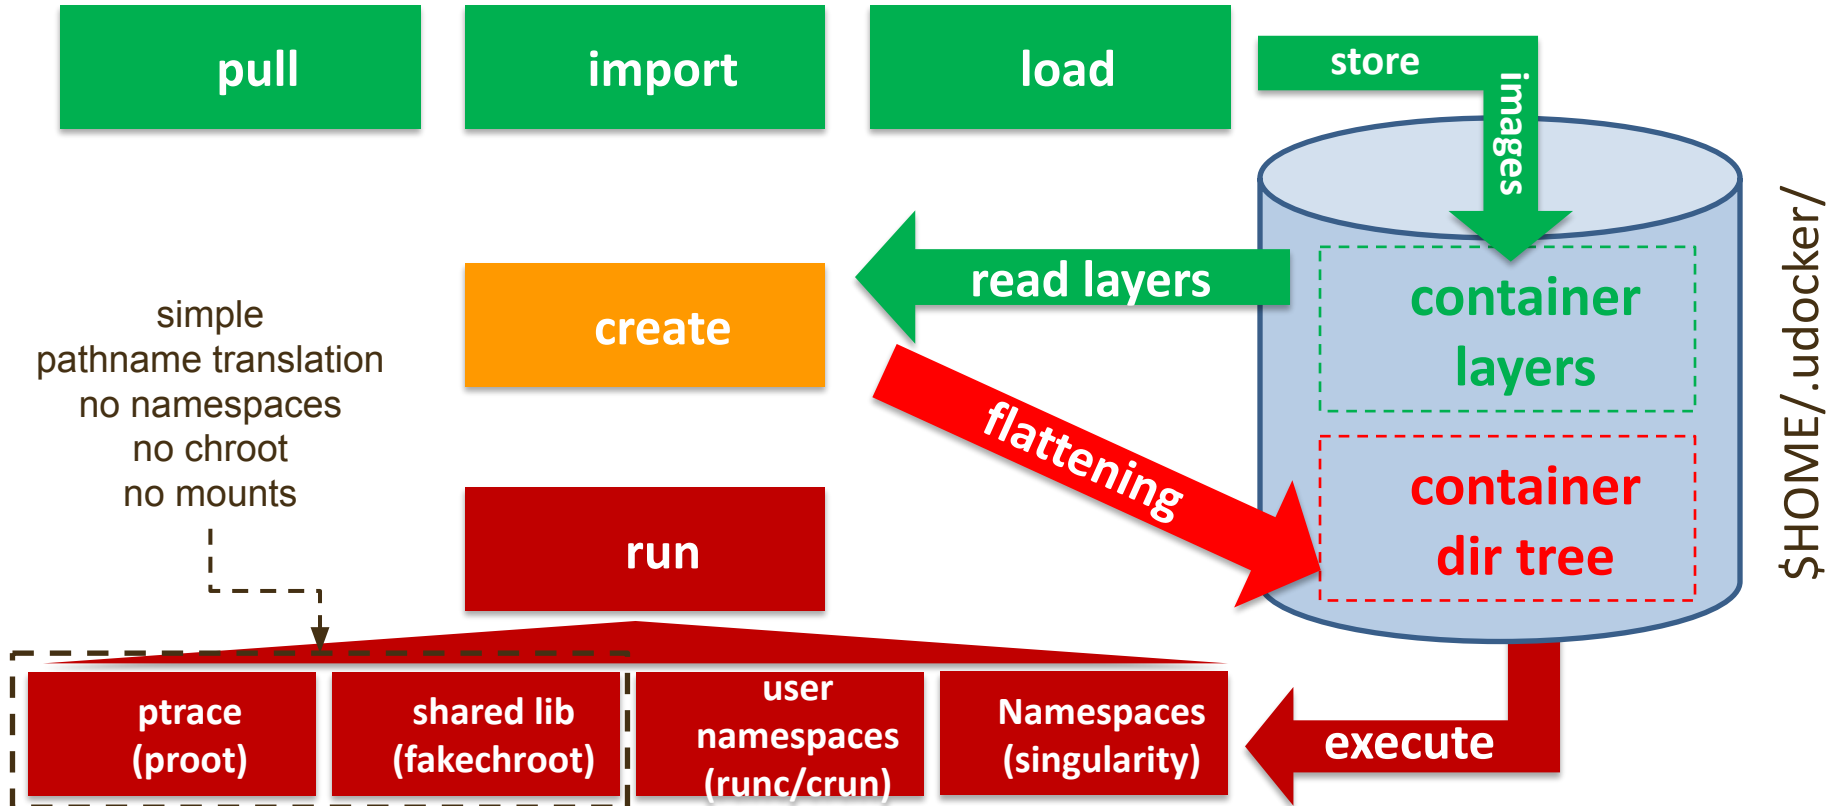 pull
import
load
store
images
read layers
create
container
layers
simple
pathname translation
no namespaces
no chroot
no mounts
flattening
container
dir tree
$HOME/.udocker/
run
ptrace
(proot)
shared lib
(fakechroot)
user
namespaces
(runc/crun)
Namespaces
(singularity)
execute